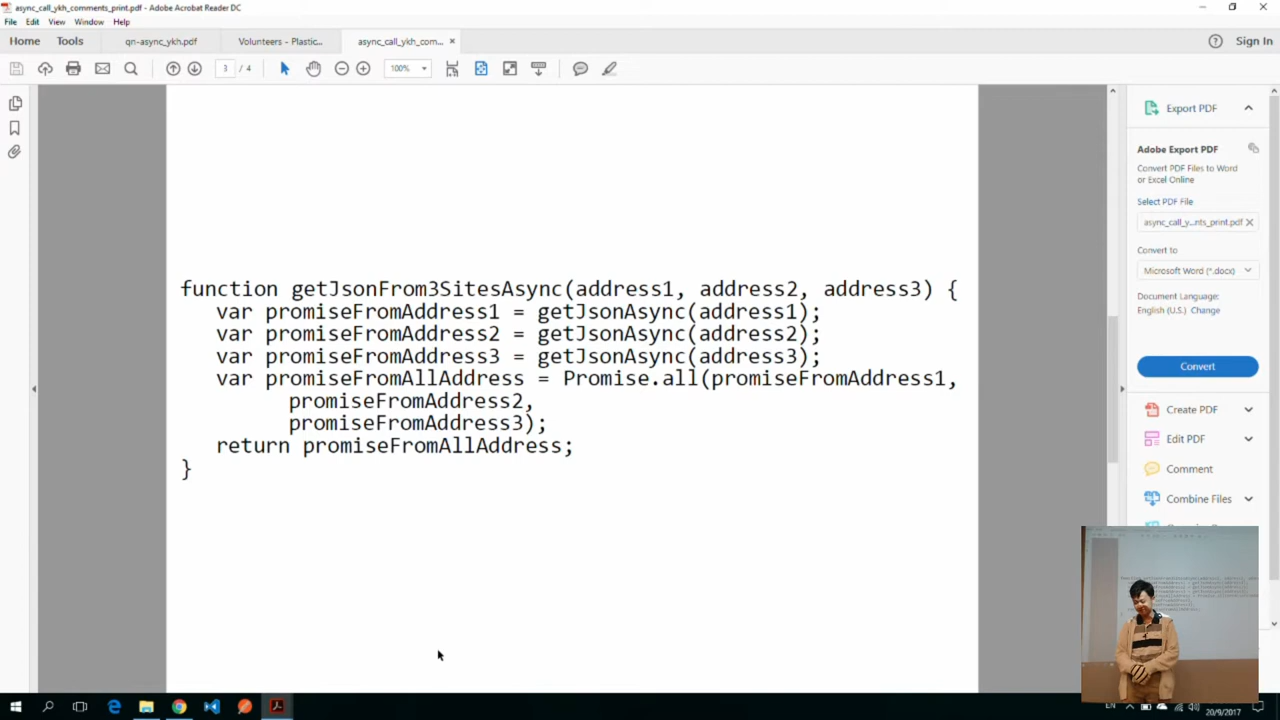 async_call_ykh_comments_print.pdf - Adobe Acrobat Reader DC
File Edit View Window Help
Home Tools qn-async_ykh.pdf Volunteers - Plastic... async_call_ykh_com... ×
Sign In
3 / 4 100%
function getJsonFrom3SitesAsync(address1, address2, address3) {
var promiseFromAddress1 = getJsonAsync(address1);
var promiseFromAddress2 = getJsonAsync(address2);
var promiseFromAddress3 = getJsonAsync(address3);
var promiseFromAllAddress = Promise.all(promiseFromAddress1,
promiseFromAddress2,
promiseFromAddress3);
return promiseFromAllAddress;
}
Export PDF
Adobe Export PDF
Convert PDF Files to Word
or Excel Online
Select PDF File
async_call_y...nts_print.pdf ×
Convert to
Microsoft Word (*.docx)
Document Language:
English (U.S.) Change
Convert
Create PDF
Edit PDF
Comment
Combine Files
EN
20/9/2017